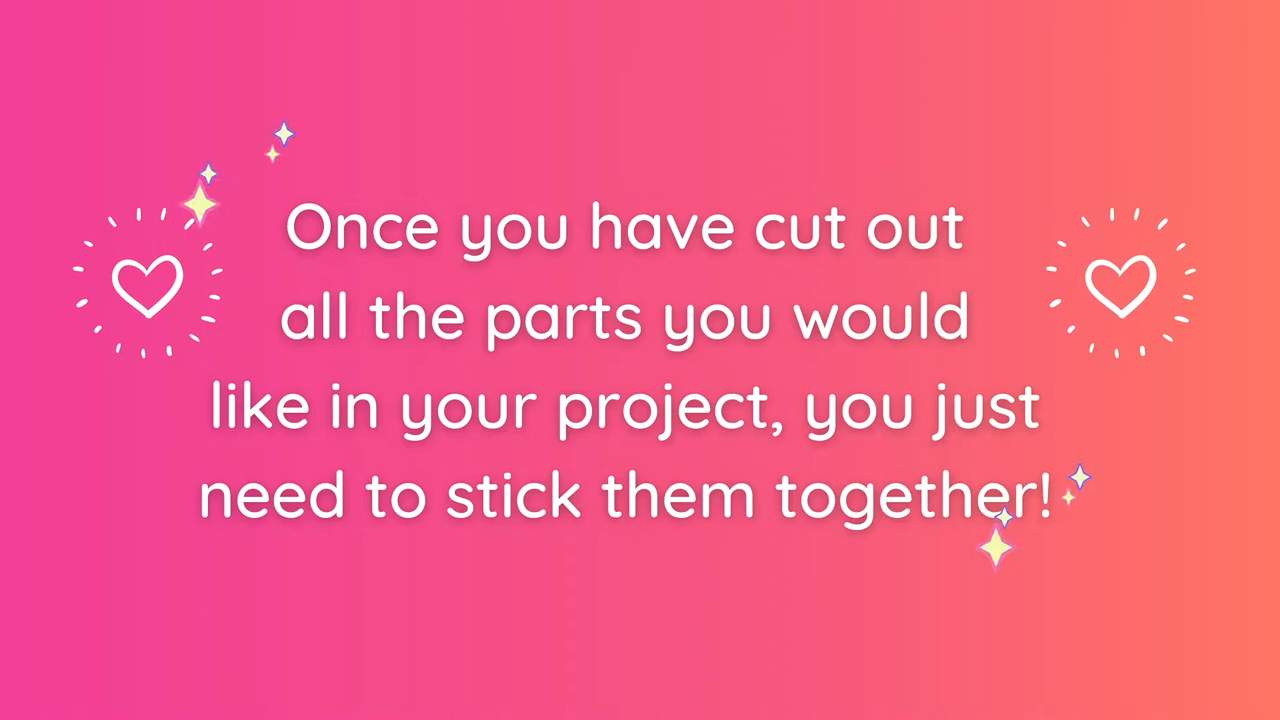 Once you have cut out
all the parts you would
like in your project, you just
need to stick them together!